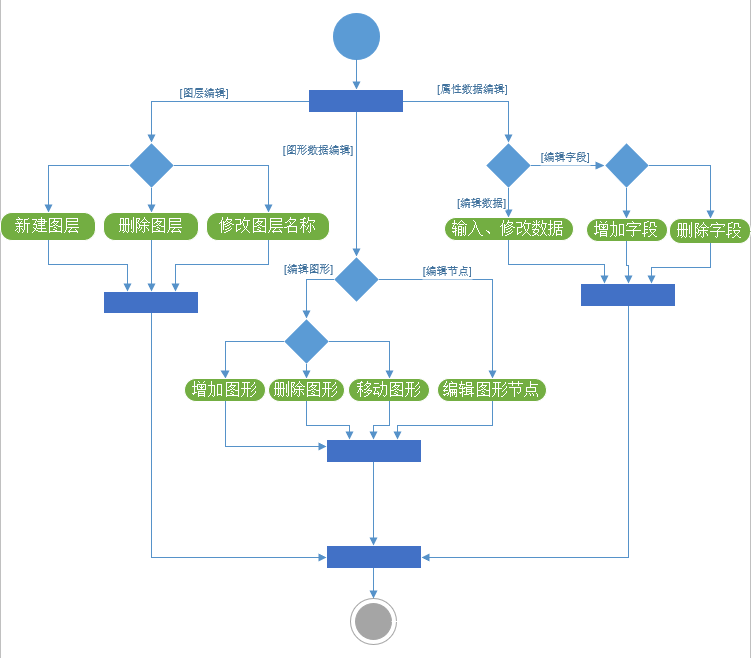 [图层编辑]
[属性数据编辑]
[图形数据编辑]
[编辑字段]
[编辑数据]
新建图层
删除图层
修改图层名称
输入、修改数据
增加字段
删除字段
[编辑图形]
[编辑节点]
增加图形
删除图形
移动图形
编辑图形节点